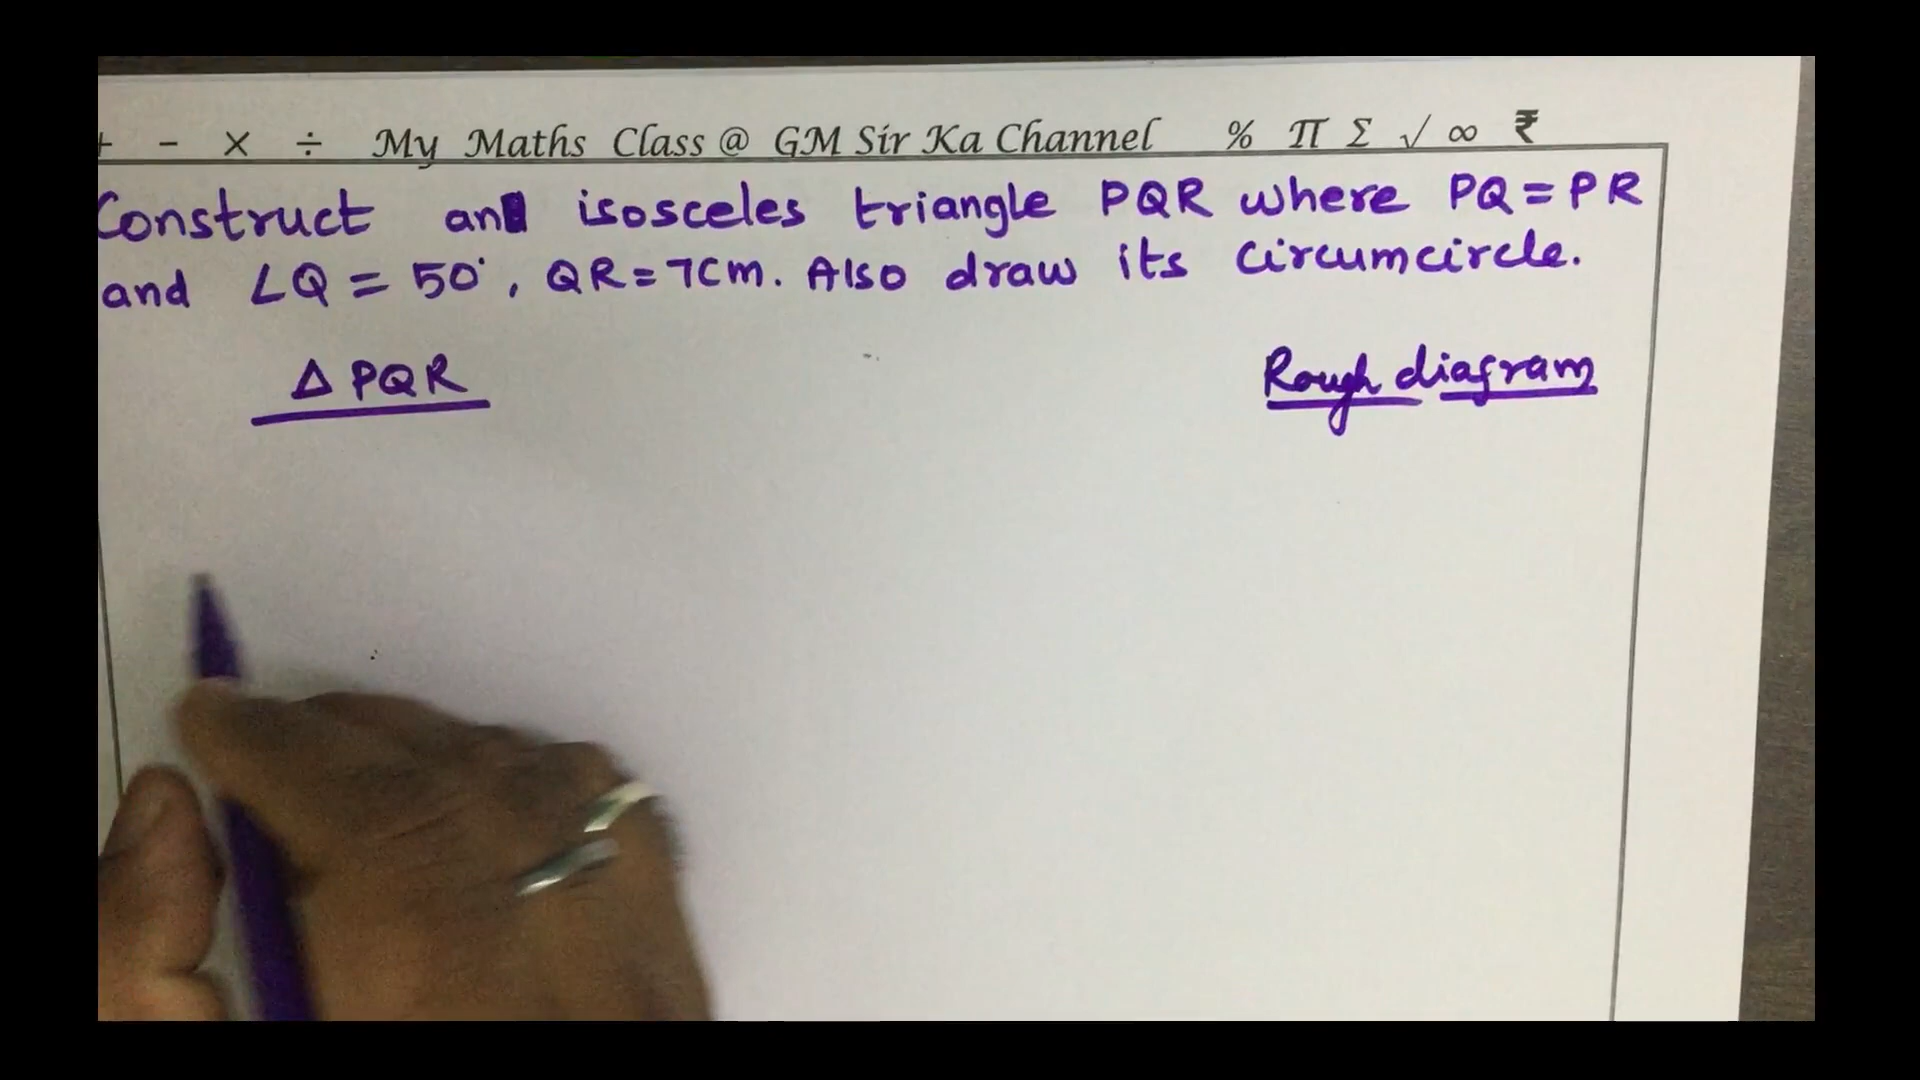 + - × ÷ My Maths Class @ GM Sir Ka Channel % π Σ √ ∞ ₹
Construct an isosceles triangle PQR where PQ = PR
and ∠Q = 50°, QR = 7cm. Also draw its circumcircle.
Δ PQR
Rough diagram